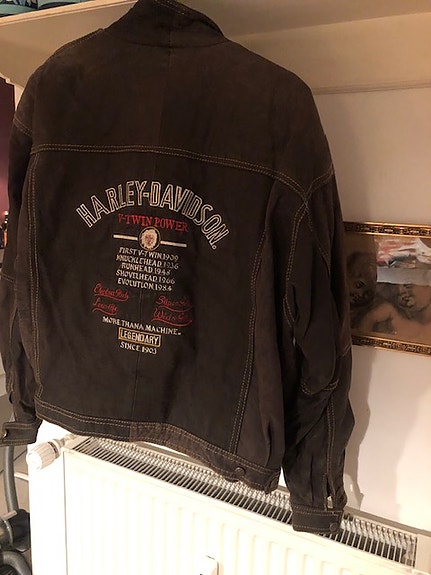 HARLEY-DAVIDSON.
V-TWIN POWER
FIRST V-TWIN.1909
KNUCKLEHEAD.1936
PANHEAD.1948
SHOVELHEAD.1966
EVOLUTION.1984
MORE THAN A MACHINE.
LEGENDARY
SINCE 1903